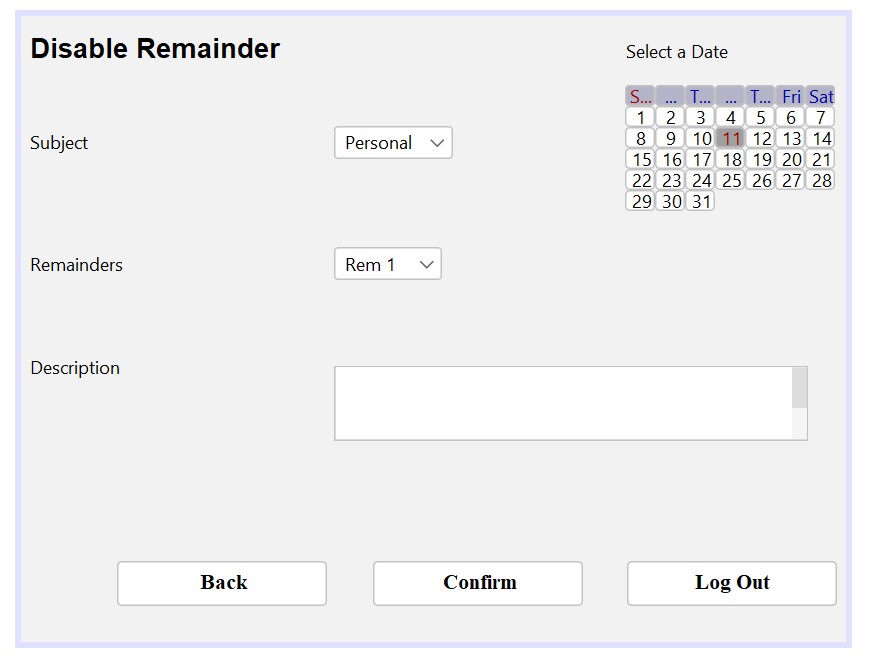 Disable Remainder
Select a Date
S... ... T... ... T... Fri Sat
1 2 3 4 5 6 7
8 9 10 11 12 13 14
15 16 17 18 19 20 21
22 23 24 25 26 27 28
29 30 31
Subject Personal
Remainders Rem 1
Description
Back Confirm Log Out